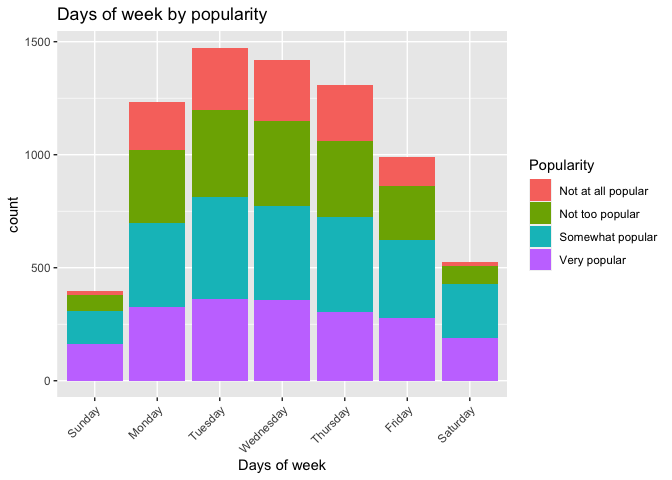 Days of week by popularity
1500
1000
500
0
count
Sunday
Monday
Tuesday
Wednesday
Thursday
Friday
Saturday
Days of week
Popularity
Not at all popular
Not too popular
Somewhat popular
Very popular